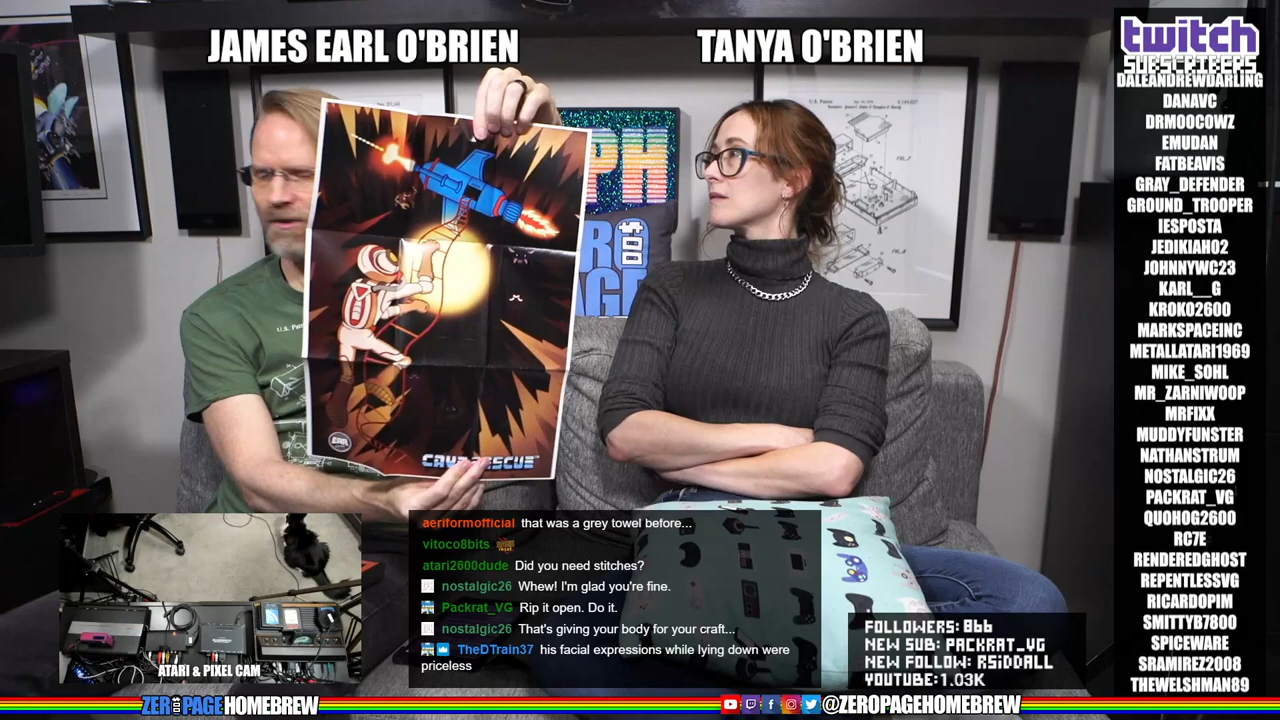 JAMES EARL O'BRIEN
TANYA O'BRIEN
twitch
SUBSCRIBERS
DALEANDREWDARLING
DANAVC
DRMOOCOWZ
EMUDAN
FATBEAVIS
GRAY_DEFENDER
GROUND_TROOPER
IESPOSTA
JEDIKIAH02
JOHNNYWC23
KARL__G
KROKO2600
MARKSPACEINC
METALLATARI1969
MIKE_SOHL
MR_ZARNIWOOP
MRFIXX
MUDDYFUNSTER
NATHANSTRUM
NOSTALGIC26
PACKRAT_VG
QUOHOG2600
RC7E
RENDEREDGHOST
REPENTLESSVG
RICARDOPIM
SMITTYB7800
SPICEWARE
SRAMIREZ2008
THEWELSHMAN89
U.S. Patent
aeriformofficial that was a grey towel before...
vitoco8bits
atari2600dude Did you need stitches?
nostalgic26 Whew! I'm glad you're fine.
Packrat_VG Rip it open. Do it.
nostalgic26 That's giving your body for your craft...
TheDTrain37 his facial expressions while lying down were
priceless
FOLLOWERS: 866
NEW SUB: PACKRAT_VG
NEW FOLLOW: RSIDDALL
YOUTUBE:1.03K
ATARI & PIXEL CAM
ZEROPAGEHOMEBREW
@ZEROPAGEHOMEBREW